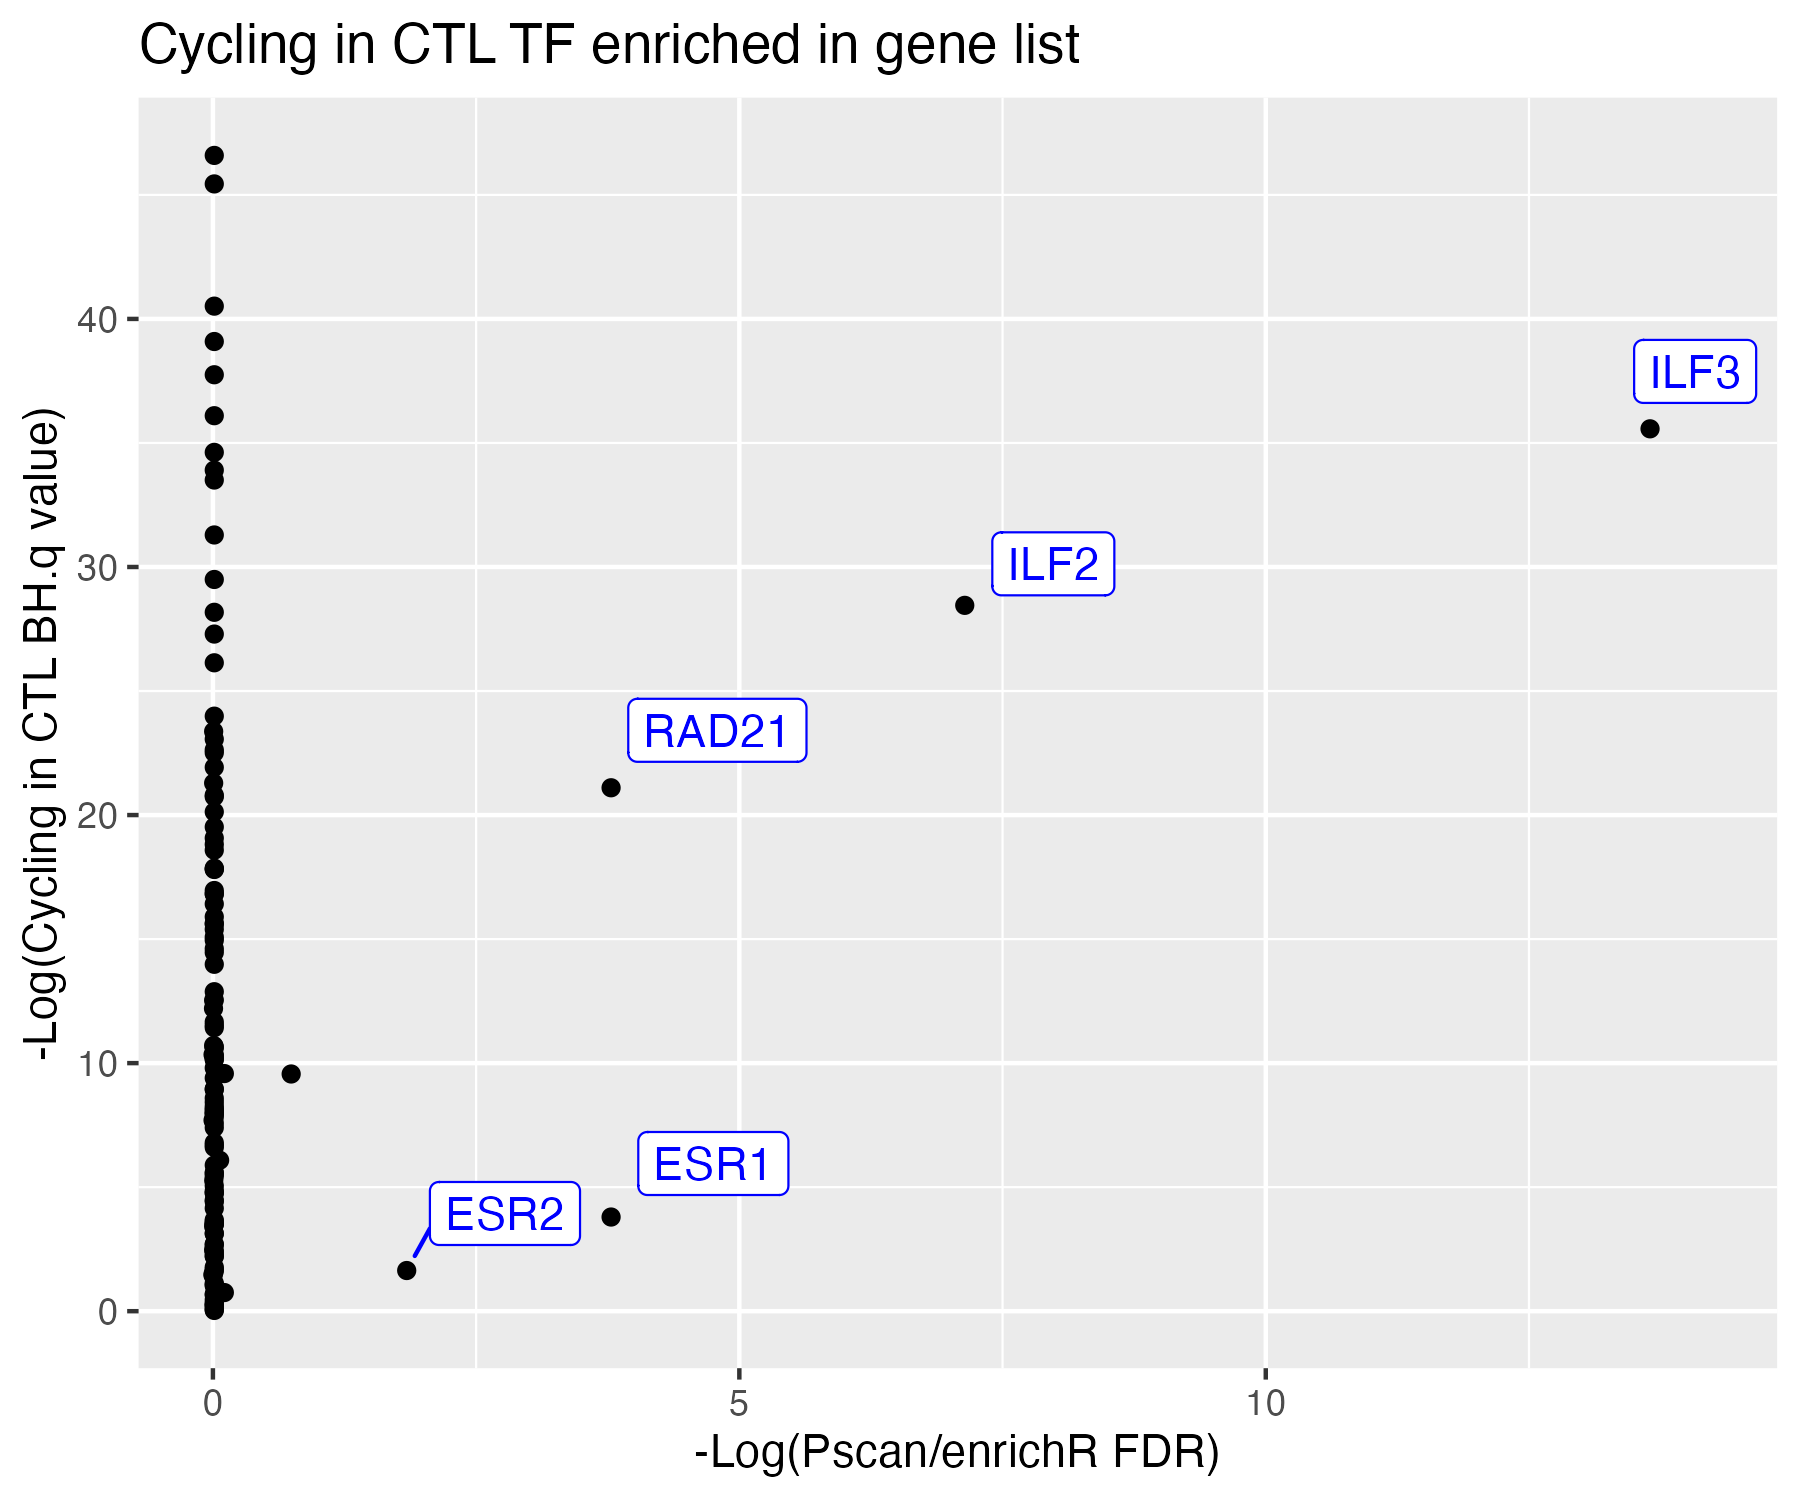 Cycling in CTL TF enriched in gene list
-Log(Cycling in CTL BH.q value)
40
30
20
10
0
ILF3
ILF2
RAD21
ESR1
ESR2
0
5
10
-Log(Pscan/enrichR FDR)